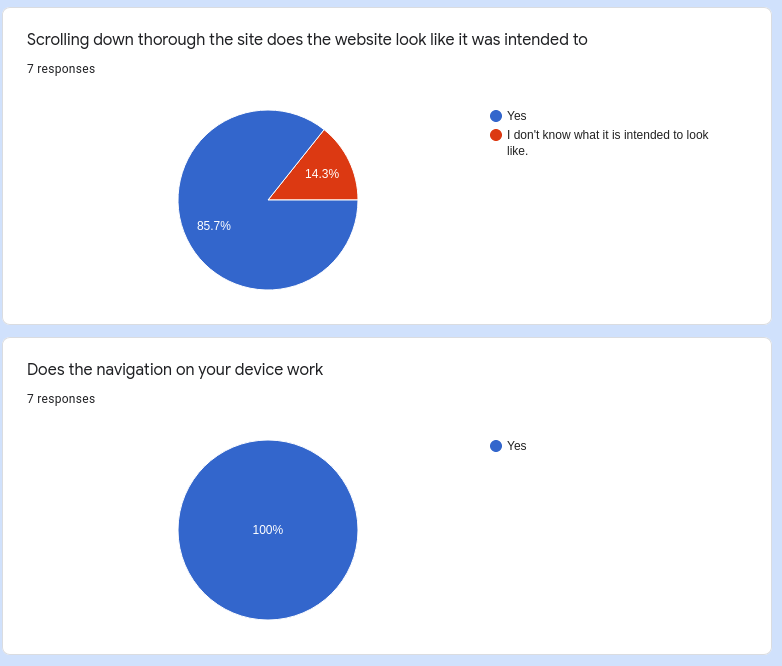 Scrolling down thorough the site does the website look like it was intended to
7 responses
Yes
I don't know what it is intended to look
like.
14.3%
85.7%
Does the navigation on your device work
7 responses
Yes
100%